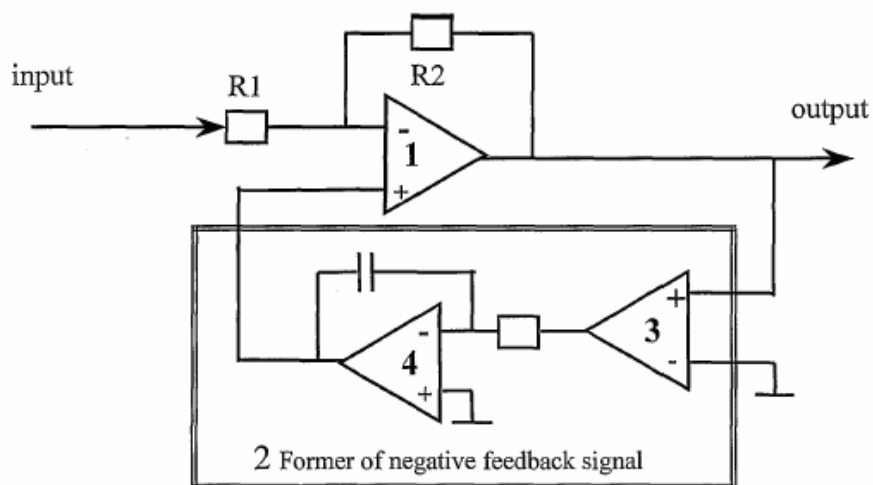 input
R1
R2
output
-
1
+
+
3
-
-
4
+
2 Former of negative feedback signal